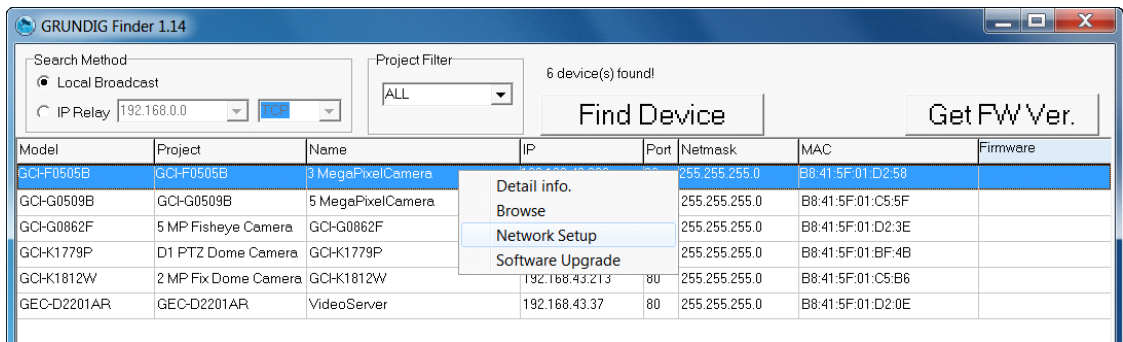 GRUNDIG Finder 1.14
Search Method
Local Broadcast
IP Relay 192.168.0.0 TCP
Project Filter
ALL
6 device(s) found!
Find Device
Get FW Ver.
Model Project Name IP Port Netmask MAC Firmware
GCI-F0505B GCI-F0505B 3 MegaPixelCamera 255.255.255.0 B8:41:5F:01:D2:58
GCI-G0509B GCI-G0509B 5 MegaPixelCamera 255.255.255.0 B8:41:5F:01:C5:5F
GCI-G0862F 5 MP Fisheye Camera GCI-G0862F 255.255.255.0 B8:41:5F:01:D2:3E
GCI-K1779P D1 PTZ Dome Camera GCI-K1779P 255.255.255.0 B8:41:5F:01:BF:4B
GCI-K1812W 2 MP Fix Dome Camera GCI-K1812W 192.168.43.213 80 255.255.255.0 B8:41:5F:01:C5:B6
GEC-D2201AR GEC-D2201AR VideoServer 192.168.43.37 80 255.255.255.0 B8:41:5F:01:D2:0E
Detail info.
Browse
Network Setup
Software Upgrade